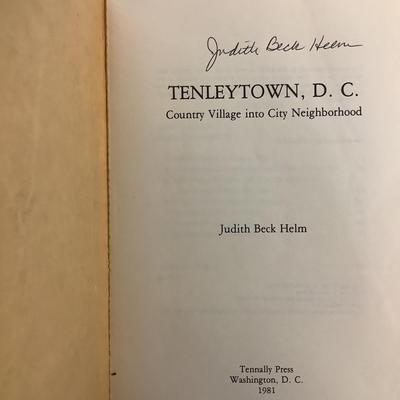 Judith Beck Helm
TENLEYTOWN, D. C.
Country Village into City Neighborhood
Judith Beck Helm
Tennally Press
Washington, D. C.
1981